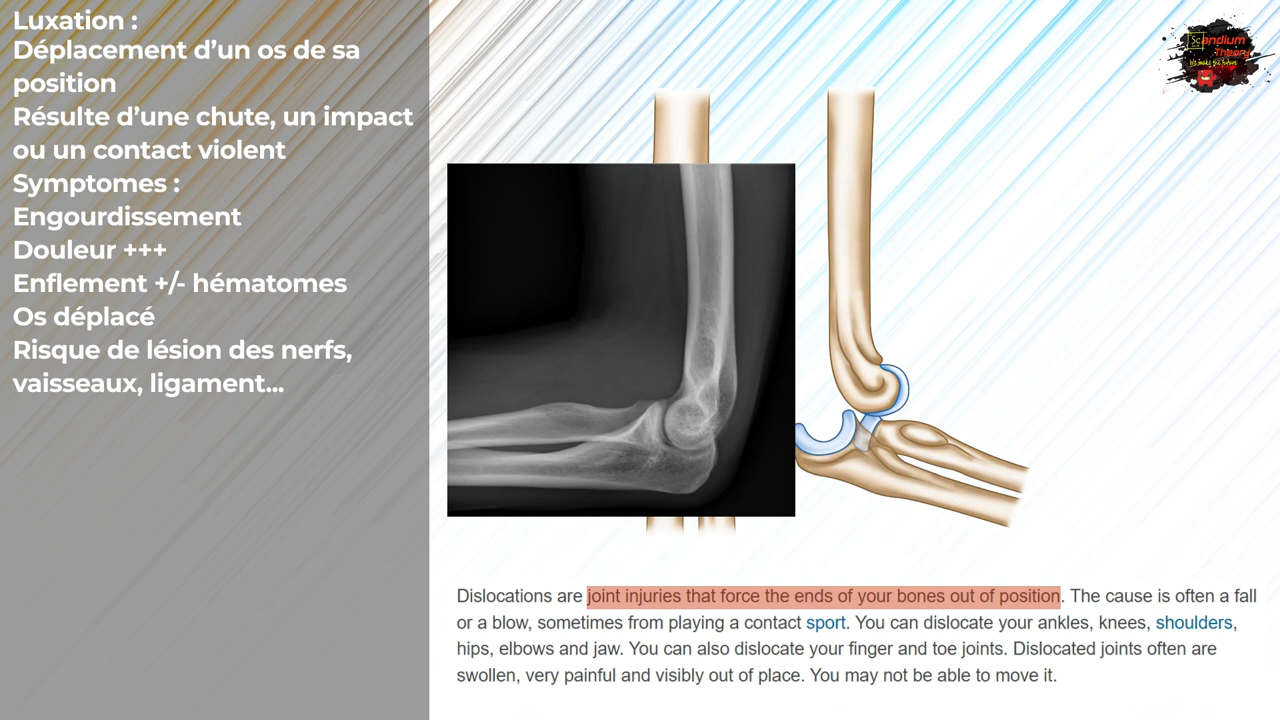 Luxation :
Déplacement d’un os de sa
position
Résulte d’une chute, un impact
ou un contact violent
Symptomes :
Engourdissement
Douleur +++
Enflement +/- hématomes
Os déplacé
Risque de lésion des nerfs,
vaisseaux, ligament...
Scandium
Theory
We make the future
Dislocations are joint injuries that force the ends of your bones out of position. The cause is often a fall
or a blow, sometimes from playing a contact sport. You can dislocate your ankles, knees, shoulders,
hips, elbows and jaw. You can also dislocate your finger and toe joints. Dislocated joints often are
swollen, very painful and visibly out of place. You may not be able to move it.